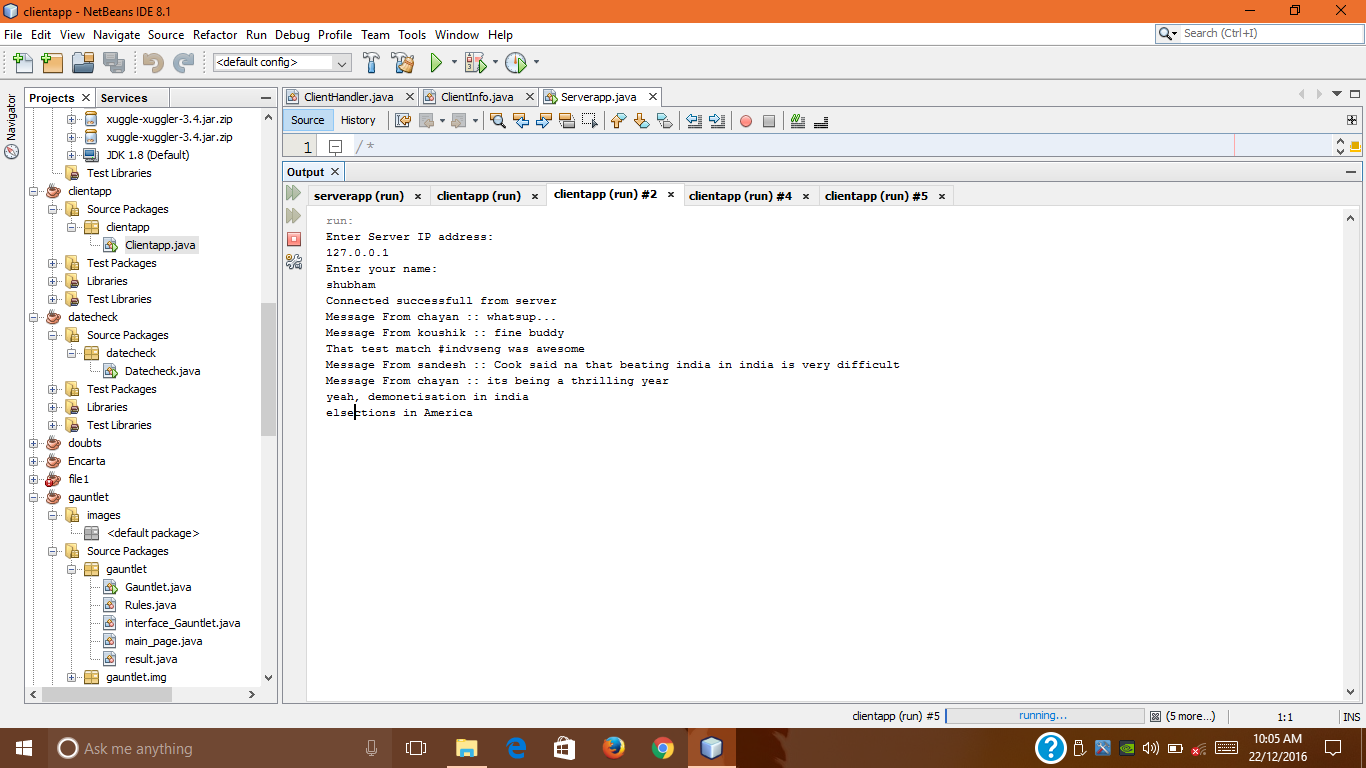 clientapp - NetBeans IDE 8.1
File Edit View Navigate Source Refactor Run Debug Profile Team Tools Window Help
Search (Ctrl+I)
<default config>
Navigator
Projects Services
xuggle-xuggler-3.4.jar.zip
xuggle-xuggler-3.4.jar.zip
JDK 1.8 (Default)
Test Libraries
clientapp
Source Packages
clientapp
Clientapp.java
Test Packages
Libraries
Test Libraries
datecheck
Source Packages
datecheck
Datecheck.java
Test Packages
Libraries
Test Libraries
doubts
Encarta
file1
gauntlet
images
<default package>
Source Packages
gauntlet
Gauntlet.java
Rules.java
interface_Gauntlet.java
main_page.java
result.java
gauntlet.img
ClientHandler.java ClientInfo.java Serverapp.java
Source History
1 /*
Output
serverapp (run) clientapp (run) clientapp (run) #2 clientapp (run) #4 clientapp (run) #5
run:
Enter Server IP address:
127.0.0.1
Enter your name:
shubham
Connected successfull from server
Message From chayan :: whatsup...
Message From koushik :: fine buddy
That test match #indvseng was awesome
Message From sandesh :: Cook said na that beating india in india is very difficult
Message From chayan :: its being a thrilling year
yeah, demonetisation in india
elsections in America
clientapp (run) #5 running... (5 more...) 1:1 INS
Ask me anything
10:05 AM
22/12/2016